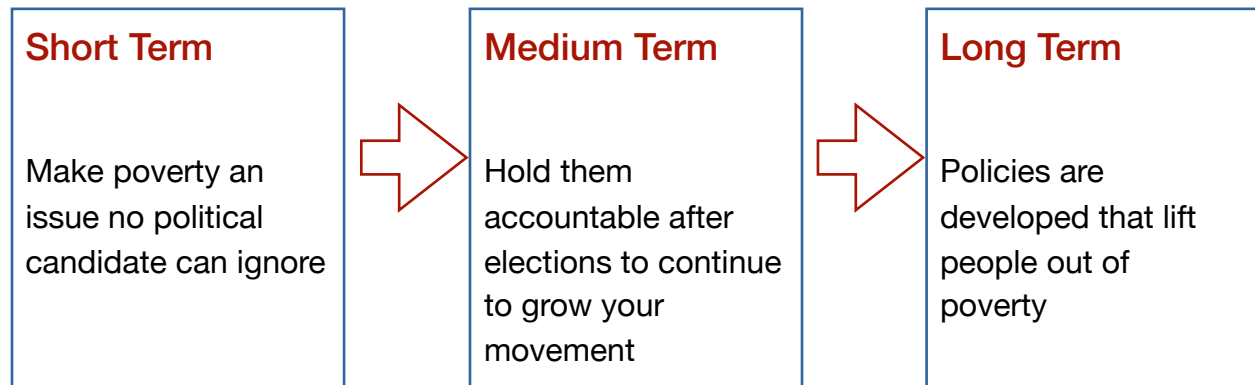 Short Term
Make poverty an
issue no political
candidate can ignore
Medium Term
Hold them
accountable after
elections to continue
to grow your
movement
Long Term
Policies are
developed that lift
people out of
poverty